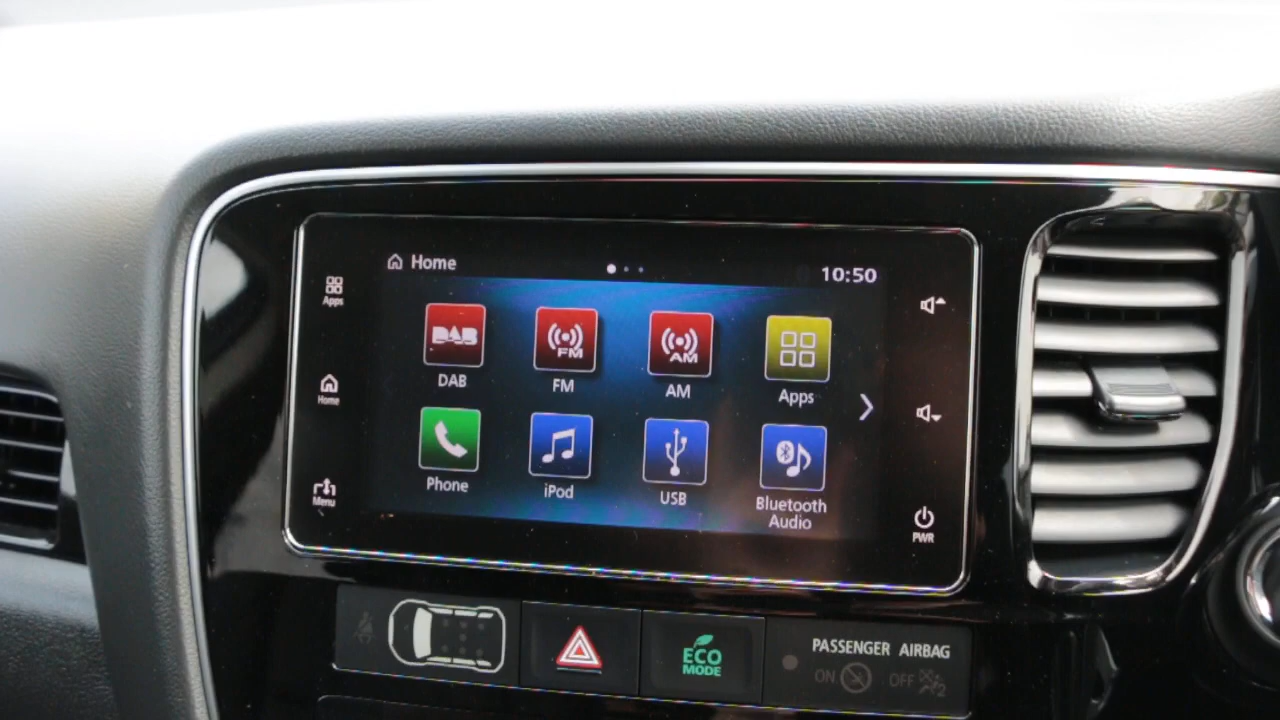 Home
10:50
Apps
DAB
DAB
FM
FM
AM
AM
Apps
Home
Phone
iPod
USB
Bluetooth
Audio
Menu
PWR
ECO
MODE
PASSENGER AIRBAG
ON
OFF
2